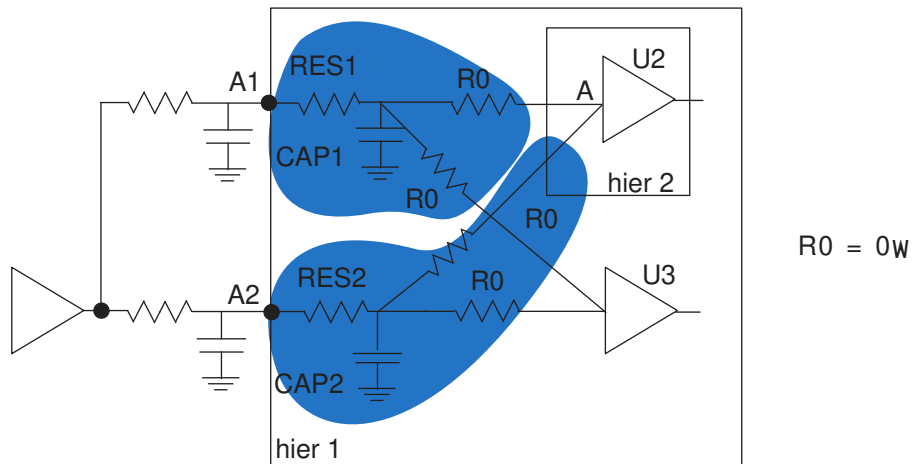 RES1
U2
A1
R0
A
CAP1
R0
hier 2
R0
R0 = 0W
RES2
A2
R0
U3
CAP2
hier 1